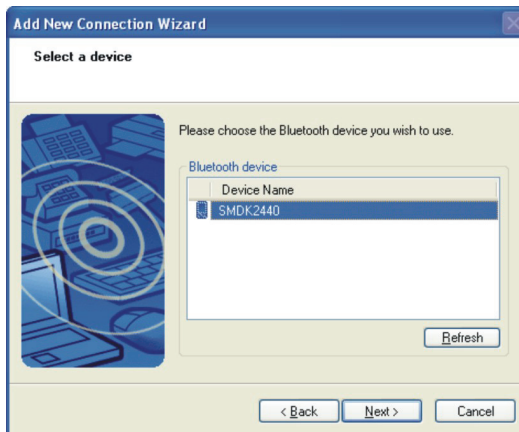 Add New Connection Wizard
Select a device
Please choose the Bluetooth device you wish to use.
Bluetooth device
Device Name
SMDK2440
Refresh
< Back Next > Cancel